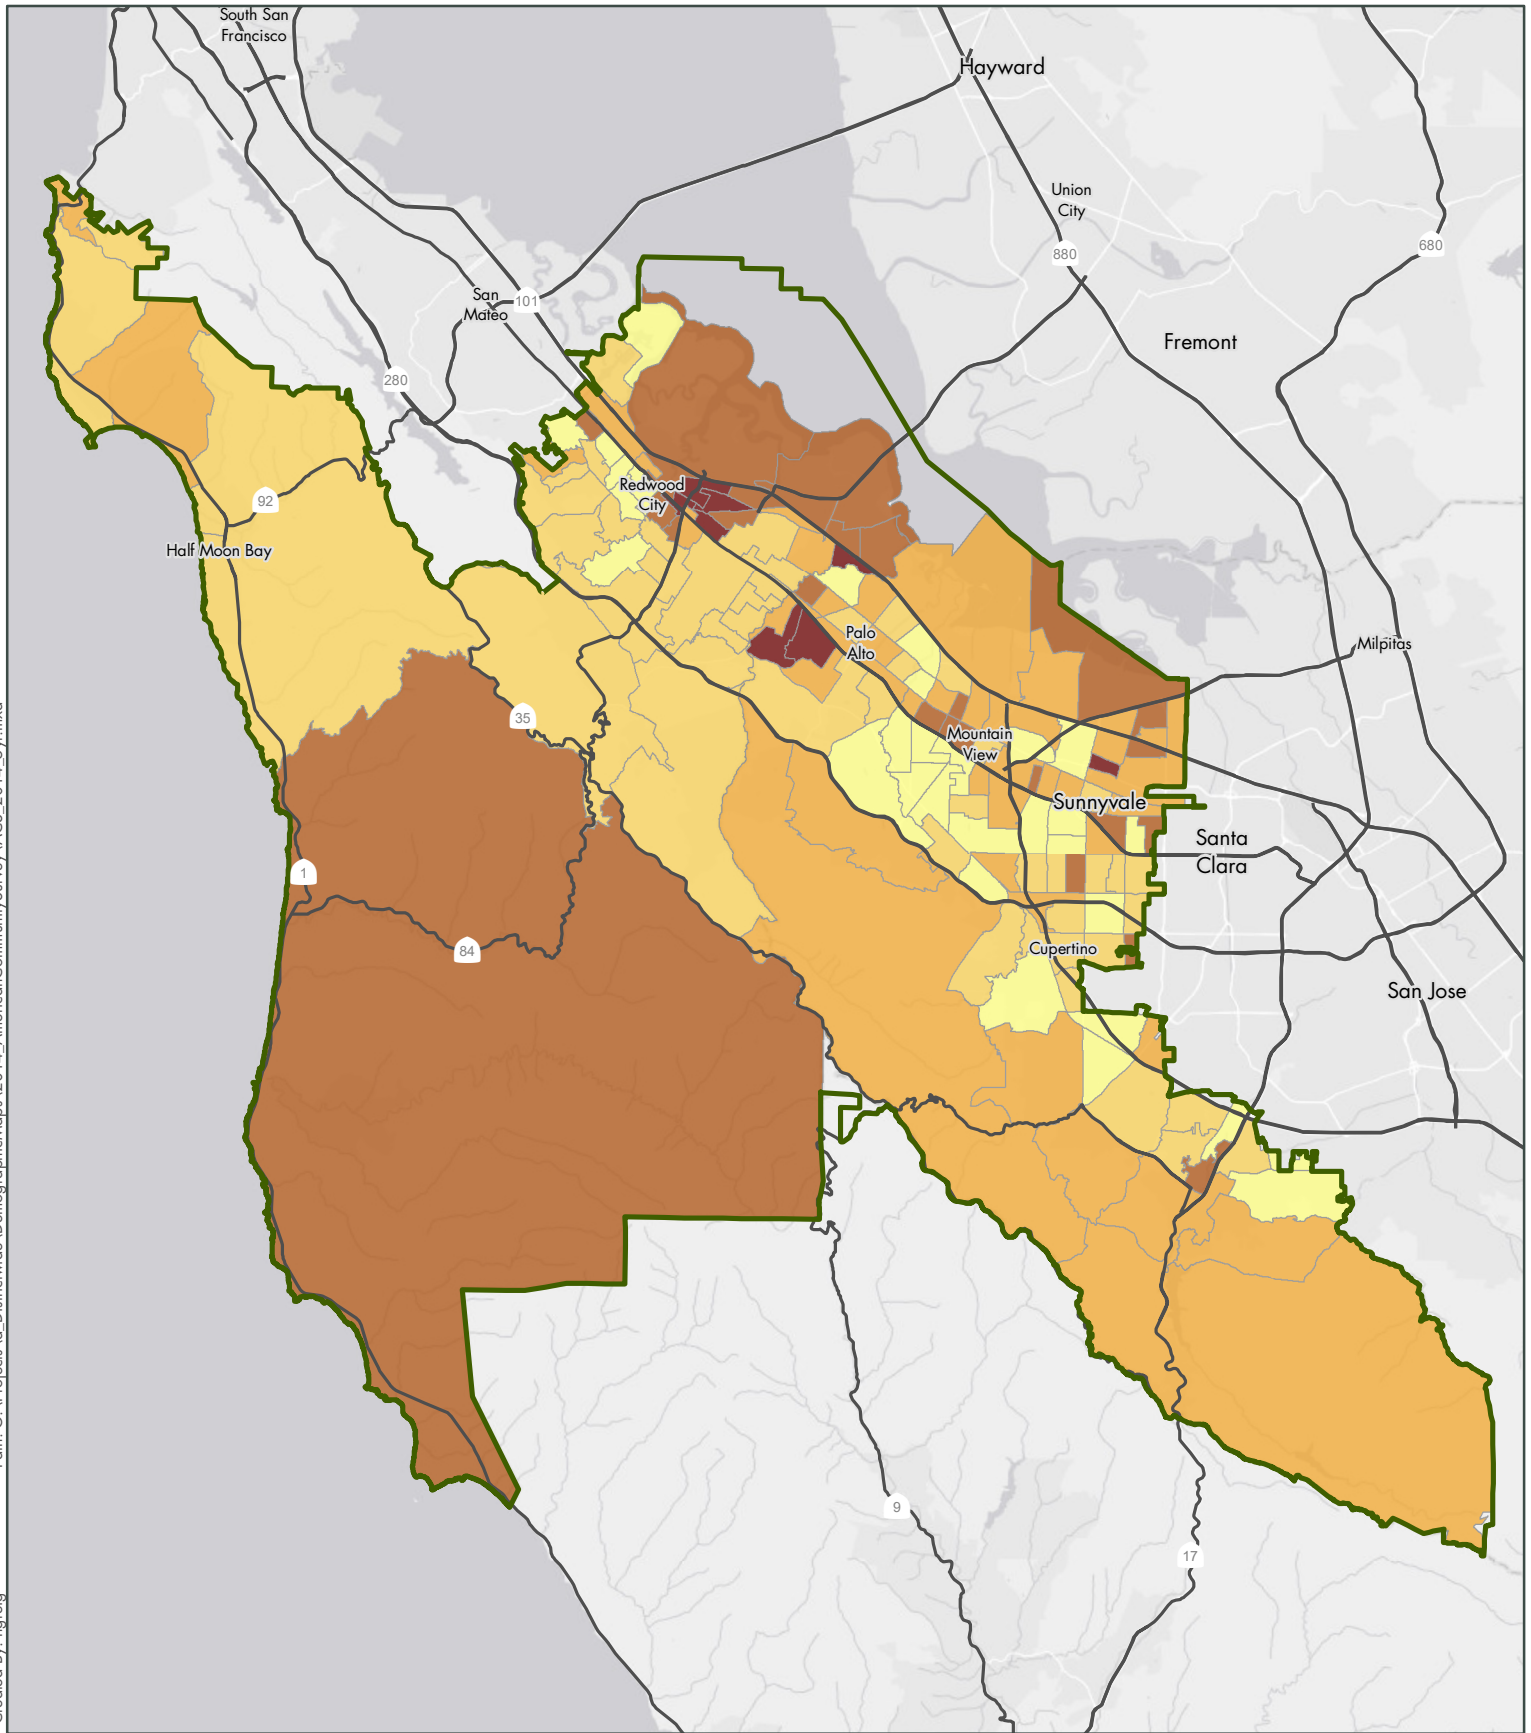 South San
Francisco
Hayward
Union
City
880
680
San
Mateo
101
Fremont
280
Redwood
City
92
Half Moon Bay
Palo
Alto
Milpitas
35
Mountain
View
Sunnyvale
Santa
Clara
1
84
Cupertino
San Jose
9
17